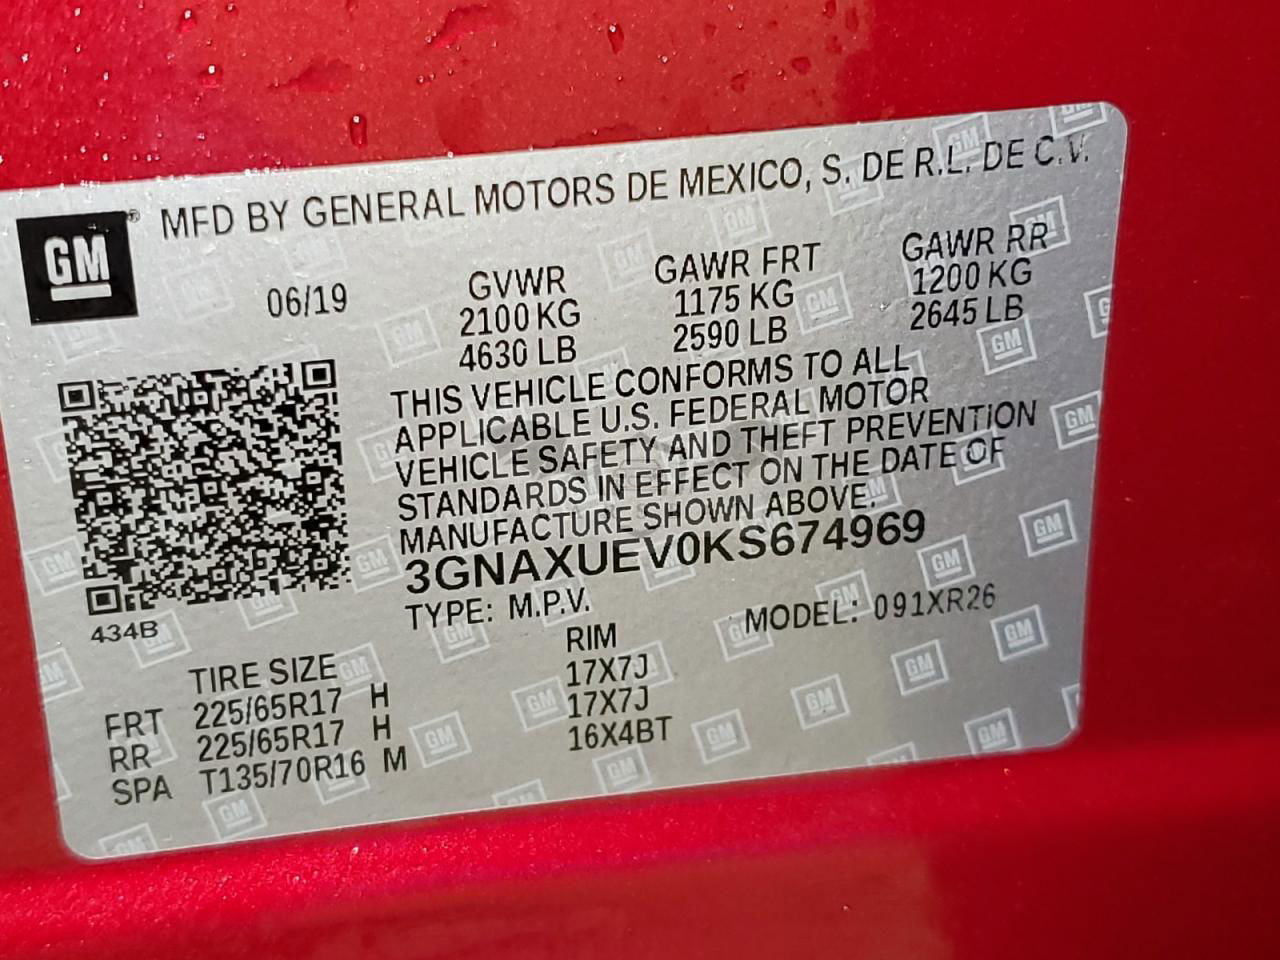 GM ® MFD BY GENERAL MOTORS DE MEXICO, S. DE R.L. DE C.V.
06/19 GVWR GAWR FRT GAWR RR
2100 KG 1175 KG 1200 KG
4630 LB 2590 LB 2645 LB
THIS VEHICLE CONFORMS TO ALL
APPLICABLE U.S. FEDERAL MOTOR
VEHICLE SAFETY AND THEFT PREVENTION
STANDARDS IN EFFECT ON THE DATE OF
MANUFACTURE SHOWN ABOVE.
3GNAXUEV0KS674969
434B TYPE: M.P.V. MODEL: 091XR26
TIRE SIZE RIM
FRT 225/65R17 H 17X7J
RR 225/65R17 H 17X7J
SPA T135/70R16 M 16X4BT